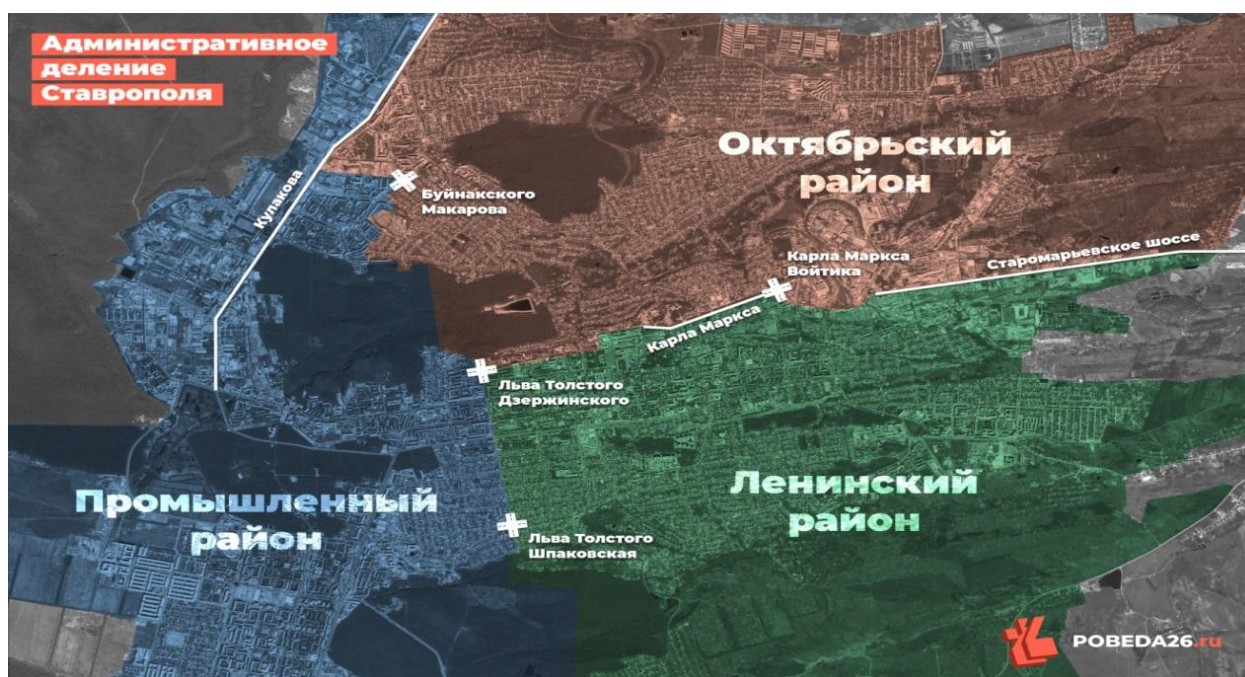 Административное
деление
Ставрополя
Октябрьский
район
Кулакова
Буйнакского
Макарова
Карла Маркса
Войтика
Старомарьевское шоссе
Карла Маркса
Льва Толстого
Дзержинского
Промышленный
район
Ленинский
район
Льва Толстого
Шпаковская
POBEDA26.ru